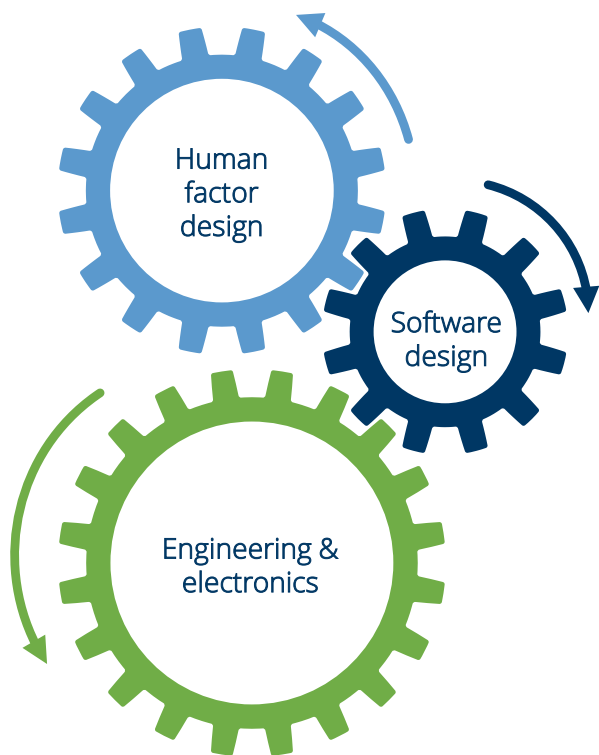 Human
factor
design
Software
design
Engineering &
electronics